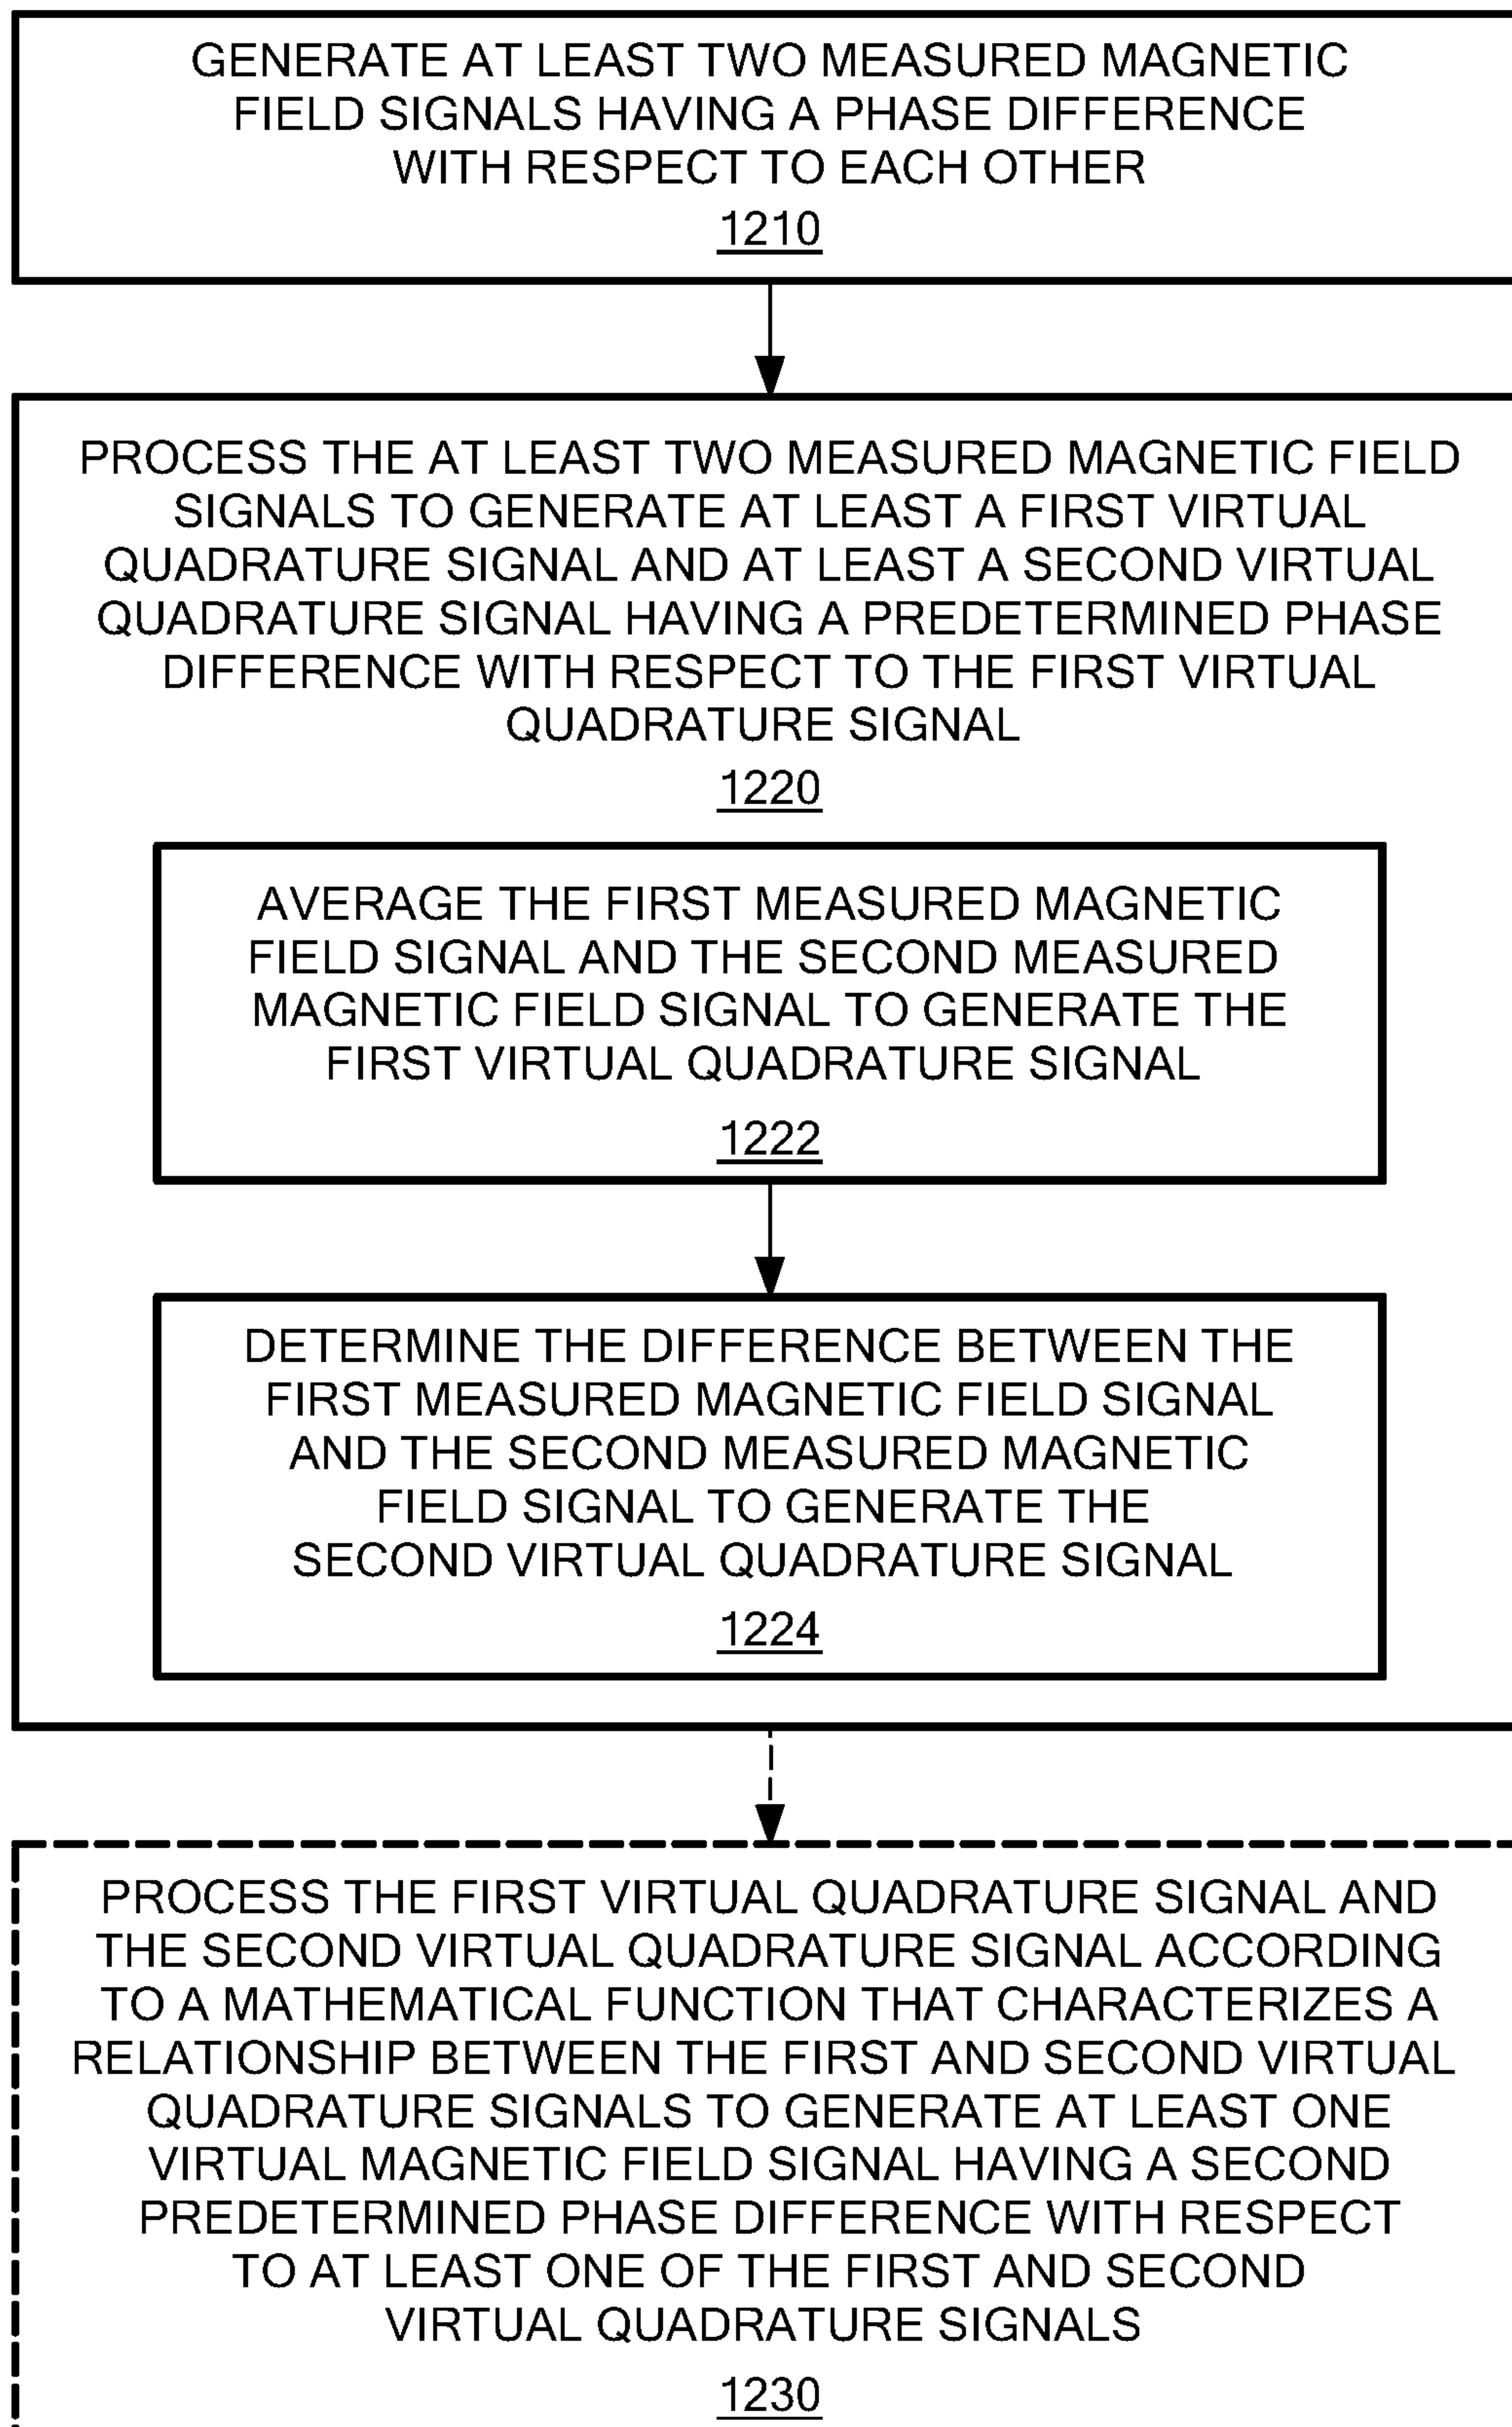 GENERATE AT LEAST TWO MEASURED MAGNETIC
FIELD SIGNALS HAVING A PHASE DIFFERENCE
WITH RESPECT TO EACH OTHER
1210
PROCESS THE AT LEAST TWO MEASURED MAGNETIC FIELD
SIGNALS TO GENERATE AT LEAST A FIRST VIRTUAL
QUADRATURE SIGNAL AND AT LEAST A SECOND VIRTUAL
QUADRATURE SIGNAL HAVING A PREDETERMINED PHASE
DIFFERENCE WITH RESPECT TO THE FIRST VIRTUAL
QUADRATURE SIGNAL
1220
AVERAGE THE FIRST MEASURED MAGNETIC
FIELD SIGNAL AND THE SECOND MEASURED
MAGNETIC FIELD SIGNAL TO GENERATE THE
FIRST VIRTUAL QUADRATURE SIGNAL
1222
DETERMINE THE DIFFERENCE BETWEEN THE
FIRST MEASURED MAGNETIC FIELD SIGNAL
AND THE SECOND MEASURED MAGNETIC
FIELD SIGNAL TO GENERATE THE
SECOND VIRTUAL QUADRATURE SIGNAL
1224
PROCESS THE FIRST VIRTUAL QUADRATURE SIGNAL AND
THE SECOND VIRTUAL QUADRATURE SIGNAL ACCORDING
TO A MATHEMATICAL FUNCTION THAT CHARACTERIZES A
RELATIONSHIP BETWEEN THE FIRST AND SECOND VIRTUAL
QUADRATURE SIGNALS TO GENERATE AT LEAST ONE
VIRTUAL MAGNETIC FIELD SIGNAL HAVING A SECOND
PREDETERMINED PHASE DIFFERENCE WITH RESPECT
TO AT LEAST ONE OF THE FIRST AND SECOND
VIRTUAL QUADRATURE SIGNALS
1230